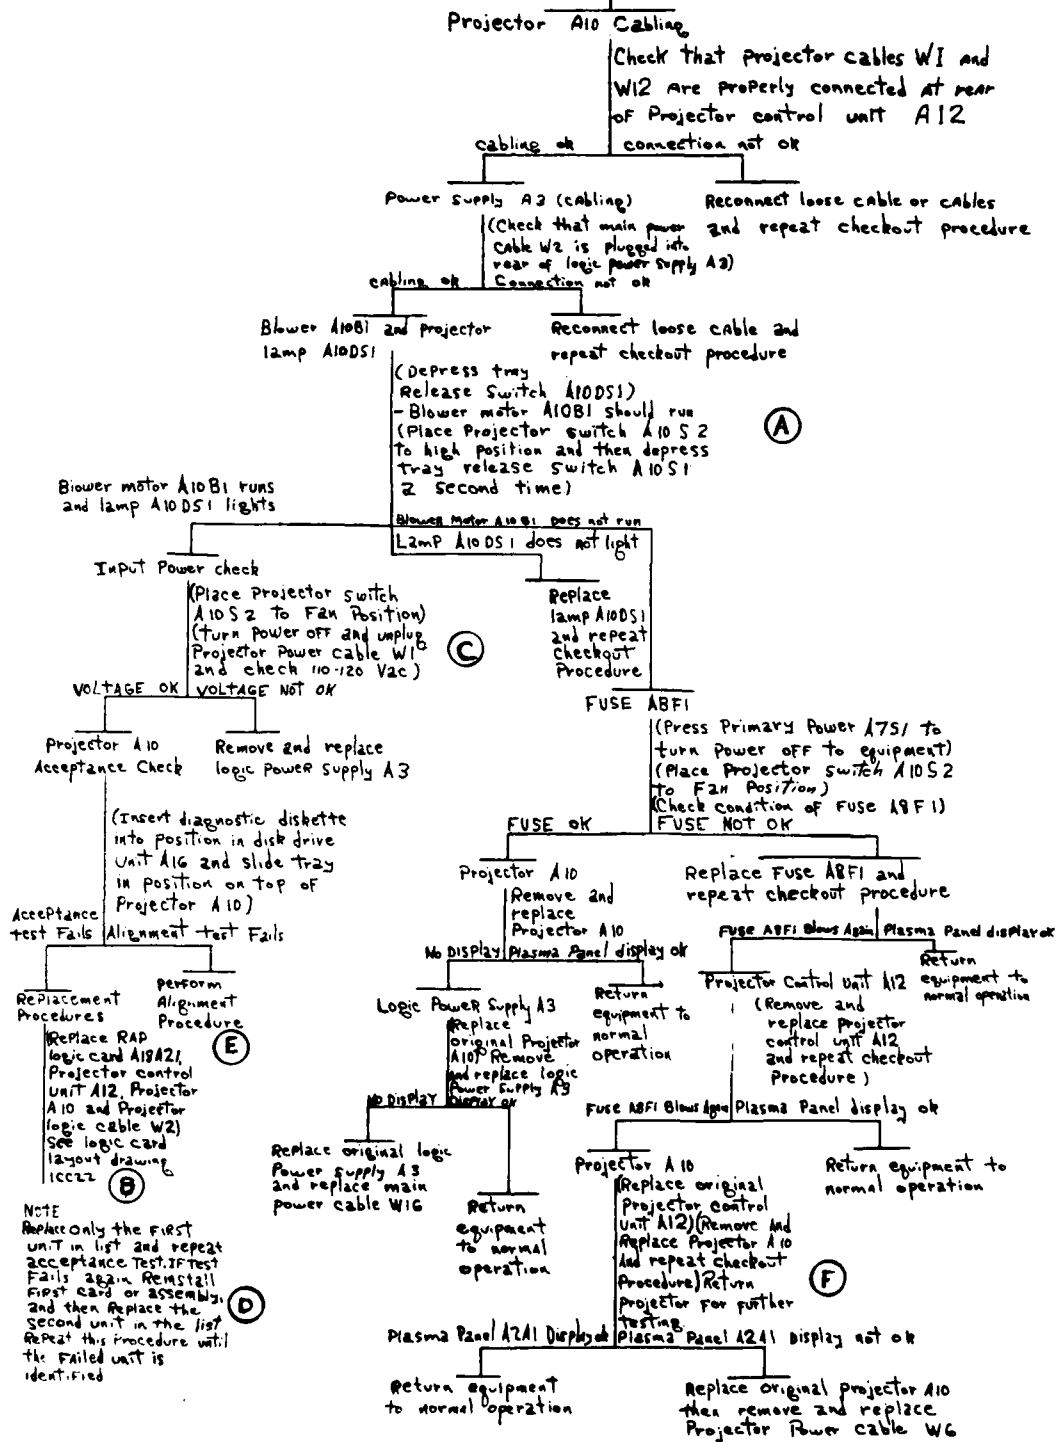 Projector A10 Cabling
Check that projector cables W1 and
W12 are properly connected at rear
of Projector control unit A12
cabling ok
connection not ok
Power supply A3 (cabling)
(Check that main power
cable W2 is plugged into
rear of logic power supply A3)
Reconnect loose cable or cables
and repeat checkout procedure
cabling ok
Connection not ok
Blower A10B1 and projector
lamp A10DS1
Reconnect loose cable and
repeat checkout procedure
(Depress tray
Release Switch A10DS1)
- Blower motor A10B1 should run
(Place Projector switch A10S2
to high position and then depress
tray release switch A10S1
2 second time)
A
Blower motor A10B1 runs
and lamp A10DS1 lights
Blower Motor A10B1 Does not run
Lamp A10DS1 does not light
Input Power check
(Place Projector switch
A10S2 To Fan Position)
(turn Power OFF and unplug
Projector Power cable W1
and check 110-120 Vac)
C
Replace
lamp A10DS1
and repeat
checkout
Procedure
VOLTAGE OK
VOLTAGE NOT OK
Projector A10
Acceptance Check
Remove and replace
logic Power Supply A3
FUSE A8F1
(Press Primary Power A7S1 to
turn Power OFF to equipment)
(Place Projector switch A10S2
to Fan Position)
(Check condition of Fuse A8F1)
(Insert diagnostic diskette
into position in disk drive
unit A16 and slide tray
in position on top of
Projector A10)
FUSE OK
FUSE NOT OK
Projector A10
Remove and
replace
Projector A10
Replace Fuse A8F1 and
repeat checkout procedure
Acceptance
test Fails
Alignment test Fails
Replacement
Procedures
Perform
Alignment
Procedure
E
Replace RAP
logic card A18A21,
Projector control
unit A12, Projector
A10 and Projector
logic cable W2)
See logic card
layout drawing
1CC22
B
NOTE
Replace only the FIRST
unit in list and repeat
acceptance Test. IF Test
Fails again Reinstall
First card or assembly,
and then Replace the
second unit in the list
Repeat this Procedure until
the Failed unit is
identified
D
No Display
Plasma Panel display ok
Logic Power Supply A3
Replace
original Projector
A10) Remove
And replace logic
Power Supply A3
Return
equipment to
normal
operation
No Display
Display ok
Replace original logic
Power supply A3
and replace main
power cable W16
Return
equipment
to normal
operation
Fuse A8F1 Blows Again
Plasma Panel display ok
Projector Control Unit A12
(Remove and
replace projector
control unit A12
and repeat checkout
Procedure)
Return
equipment to
normal operation
Fuse A8F1 Blows Again
Plasma Panel display ok
Projector A10
(Replace original
Projector control
unit A12) (Remove And
Replace Projector A10
And repeat checkout
Procedure) Return
Projector For Further
testing.
Return equipment to
normal operation
F
Plasma Panel A2A1 Display ok
Plasma Panel A2A1 Display not ok
Return equipment
to normal operation
Replace original projector A10
then remove and replace
Projector Power cable W6